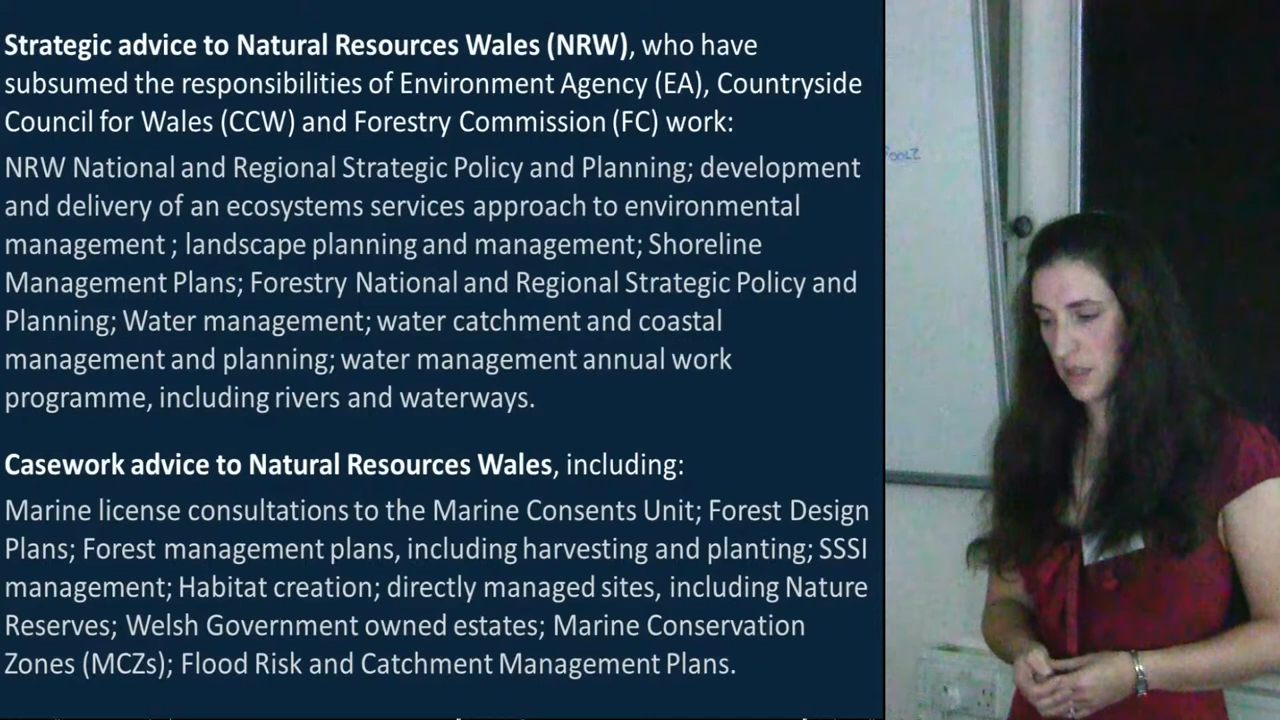 Strategic advice to Natural Resources Wales (NRW), who have
subsumed the responsibilities of Environment Agency (EA), Countryside
Council for Wales (CCW) and Forestry Commission (FC) work:
NRW National and Regional Strategic Policy and Planning; development
and delivery of an ecosystems services approach to environmental
management ; landscape planning and management; Shoreline
Management Plans; Forestry National and Regional Strategic Policy and
Planning; Water management; water catchment and coastal
management and planning; water management annual work
programme, including rivers and waterways.
Casework advice to Natural Resources Wales, including:
Marine license consultations to the Marine Consents Unit; Forest Design
Plans; Forest management plans, including harvesting and planting; SSSI
management; Habitat creation; directly managed sites, including Nature
Reserves; Welsh Government owned estates; Marine Conservation
Zones (MCZs); Flood Risk and Catchment Management Plans.